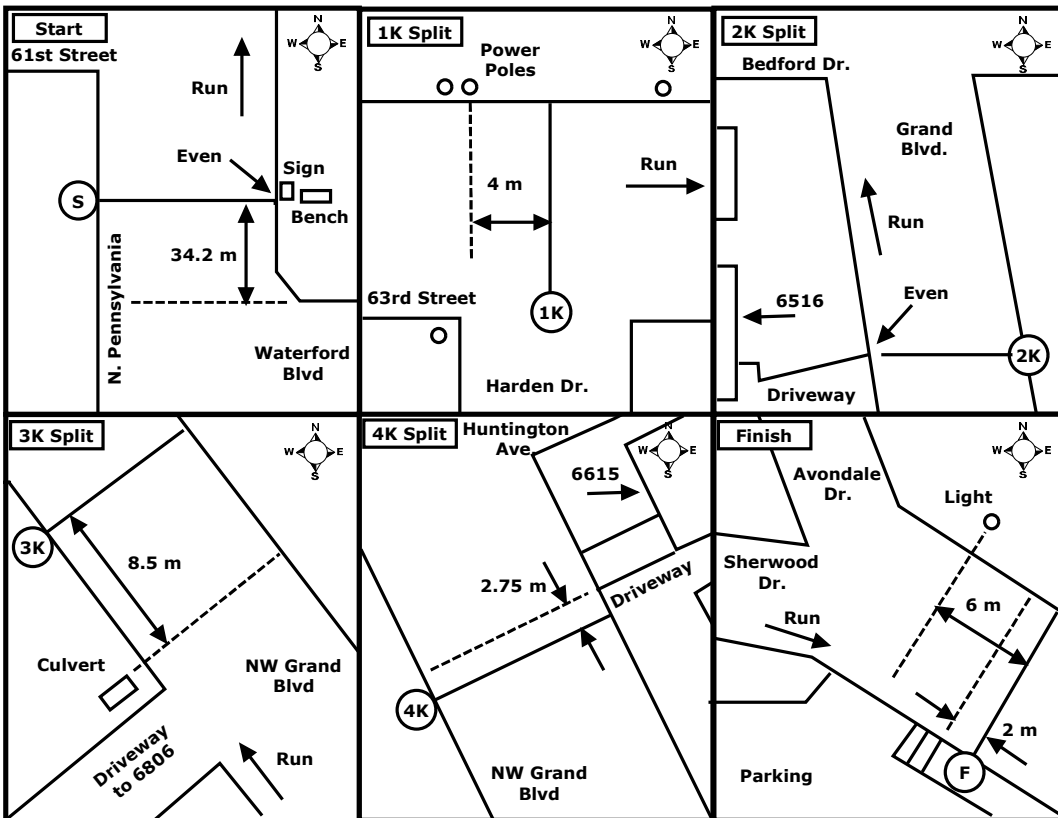 Start
61st Street
N
W E
S
Run
Even
Sign
S
Bench
34.2 m
N. Pennsylvania
Waterford
Blvd
1K Split
Power
Poles
N
W E
S
Run
4 m
63rd Street
1K
Harden Dr.
2K Split
Bedford Dr.
N
W E
S
Grand
Blvd.
Run
6516
Even
2K
Driveway
3K Split
N
W E
S
3K
8.5 m
Culvert
NW Grand
Blvd
Driveway
to 6806
Run
4K Split
Huntington
Ave.
N
W E
S
6615
2.75 m
Driveway
4K
NW Grand
Blvd
Finish
Avondale
Dr.
N
W E
S
Light
Sherwood
Dr.
6 m
Run
2 m
Parking
F